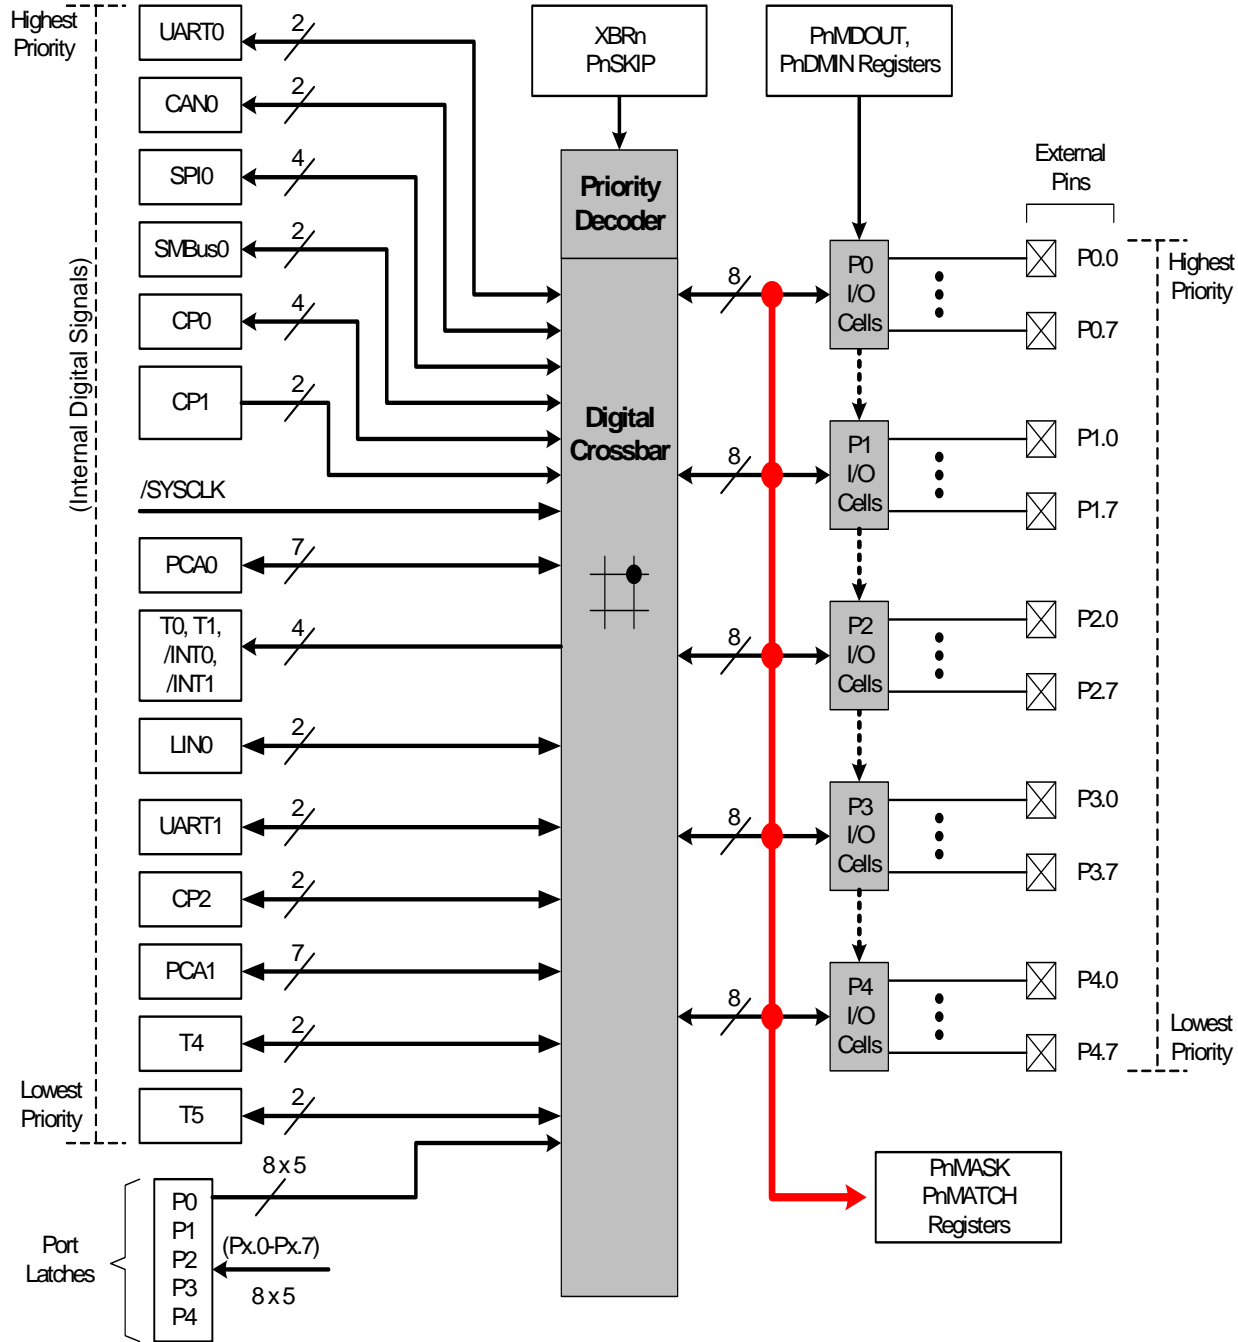 Highest
Priority
UART0
2
CAN0
2
SPI0
4
SMBus0
2
CP0
4
CP1
2
/SYSCLK
PCA0
7
T0, T1,
/INT0,
/INT1
4
LIN0
2
UART1
2
CP2
2
PCA1
7
T4
2
T5
2
(Internal Digital Signals)
Lowest
Priority
Port
Latches
P0
P1
P2
P3
P4
8 x 5
(Px.0-Px.7)
8 x 5
XBRn
PnSKIP
Priority
Decoder
Digital
Crossbar
PnMDOUT,
PnDMIN Registers
External
Pins
8
P0
I/O
Cells
P0.0
P0.7
8
P1
I/O
Cells
P1.0
P1.7
8
P2
I/O
Cells
P2.0
P2.7
8
P3
I/O
Cells
P3.0
P3.7
8
P4
I/O
Cells
P4.0
P4.7
Highest
Priority
Lowest
Priority
PnMASK
PnMATCH
Registers